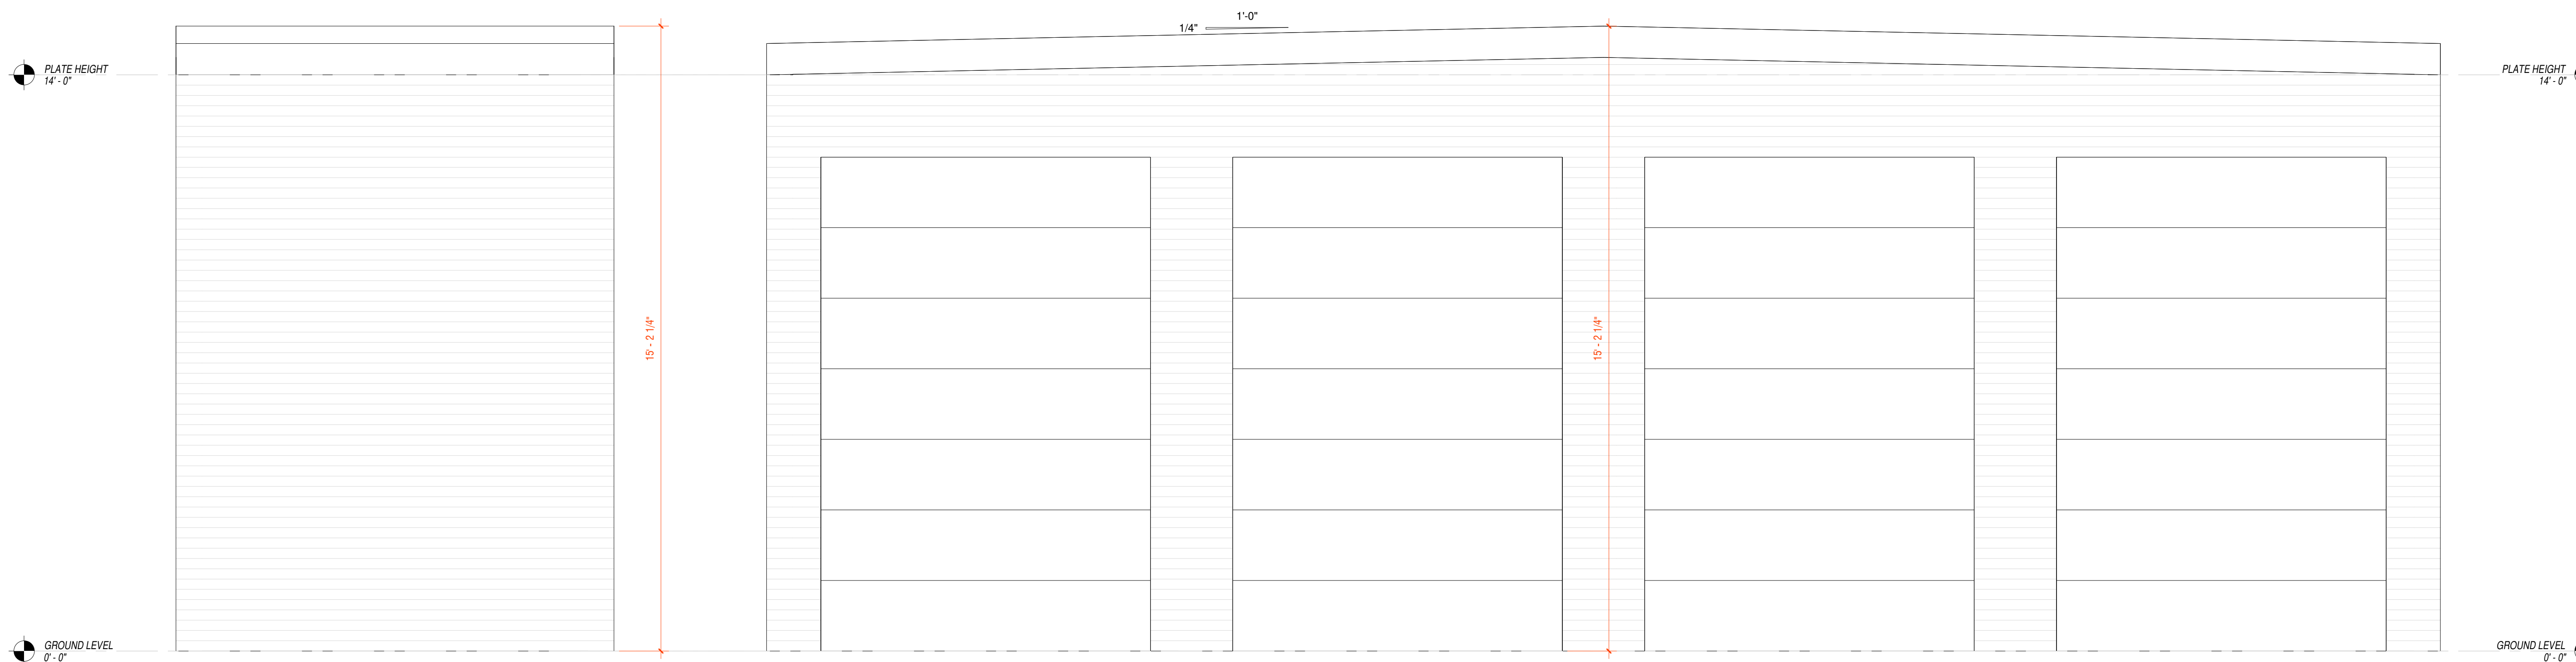 1'-0"
1/4"
PLATE HEIGHT
14' - 0"
PLATE HEIGHT
14' - 0"
15' - 2 1/4"
15' - 2 1/4"
GROUND LEVEL
0' - 0"
GROUND LEVEL
0' - 0"